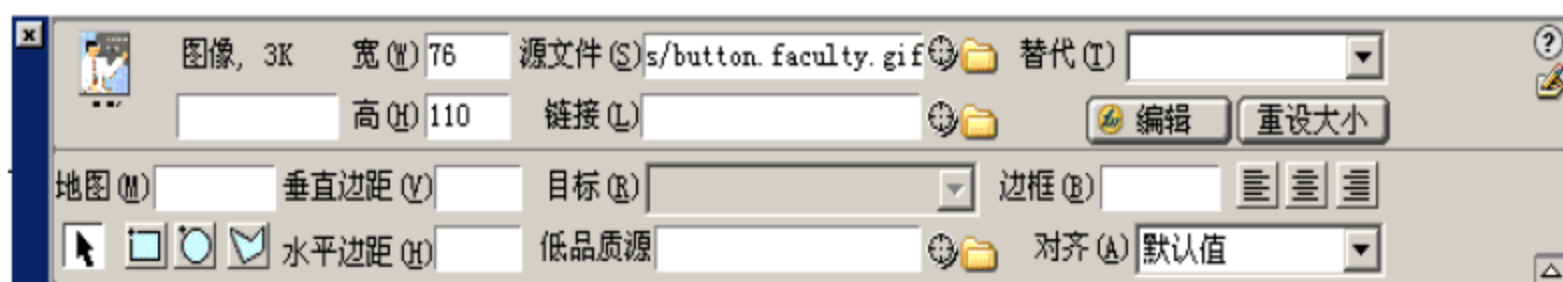 图像, 3K 宽(W) 76 源文件(S) s/button.faculty.gif 替代(T)
高(H) 110 链接(L) 编辑 重设大小
地图(M) 垂直边距(V) 目标(R) 边框(B)
水平边距(H) 低品质源 对齐(A) 默认值